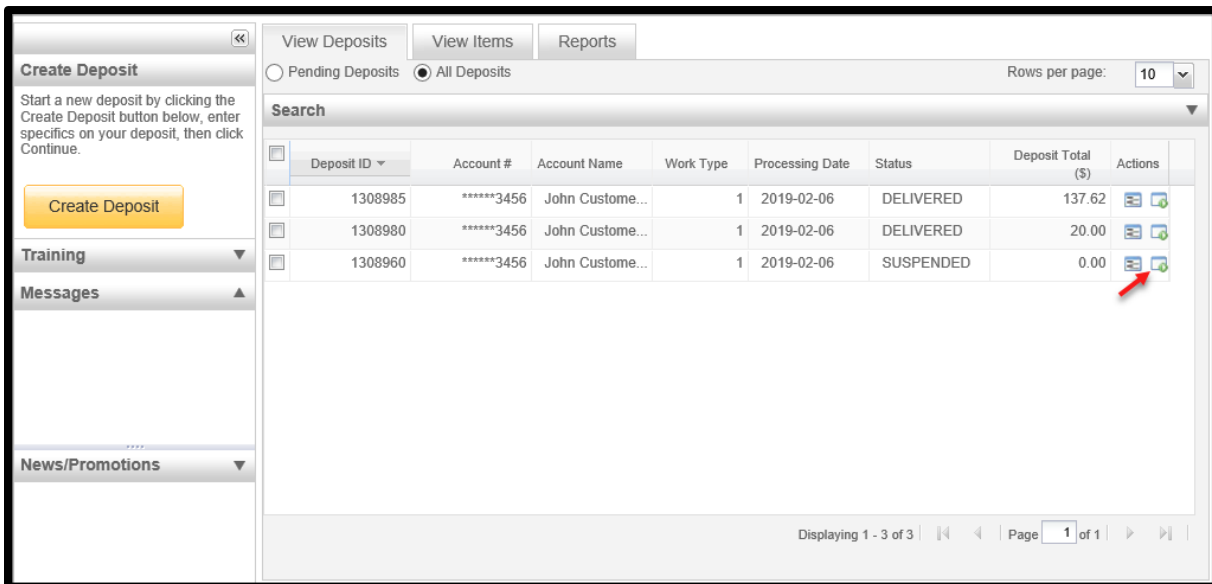 View Deposits View Items Reports
Create Deposit
Pending Deposits All Deposits Rows per page: 10
Start a new deposit by clicking the
Create Deposit button below, enter
specifics on your deposit, then click
Continue.
Create Deposit
Training
Messages
News/Promotions
Search
Deposit ID Account # Account Name Work Type Processing Date Status Deposit Total ($) Actions
1308985 ******3456 John Custome... 1 2019-02-06 DELIVERED 137.62
1308980 ******3456 John Custome... 1 2019-02-06 DELIVERED 20.00
1308960 ******3456 John Custome... 1 2019-02-06 SUSPENDED 0.00
Displaying 1 - 3 of 3 Page 1 of 1